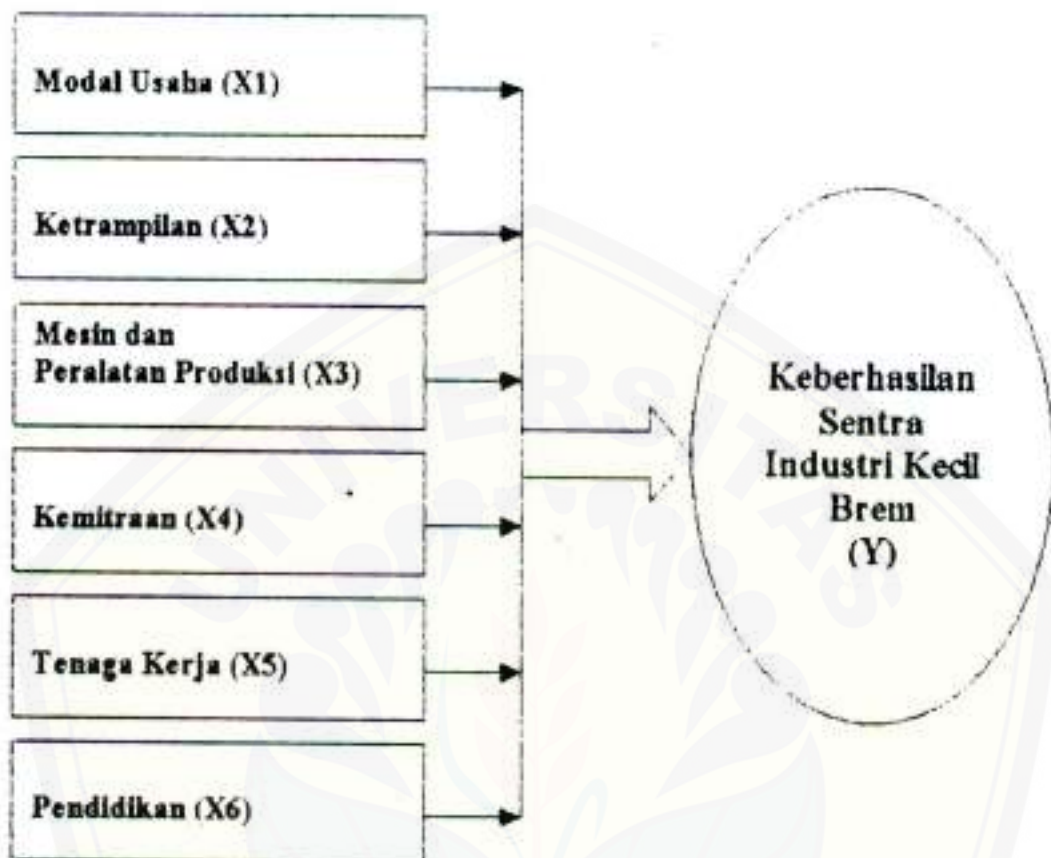 Modal Usaha (X1)
Ketrampilan (X2)
Mesin dan
Peralatan Produksi (X3)
Kemitraan (X4)
Tenaga Kerja (X5)
Pendidikan (X6)
Keberhasilan
Sentra
Industri Kecil
Brem
(Y)
UNIVERSITAS